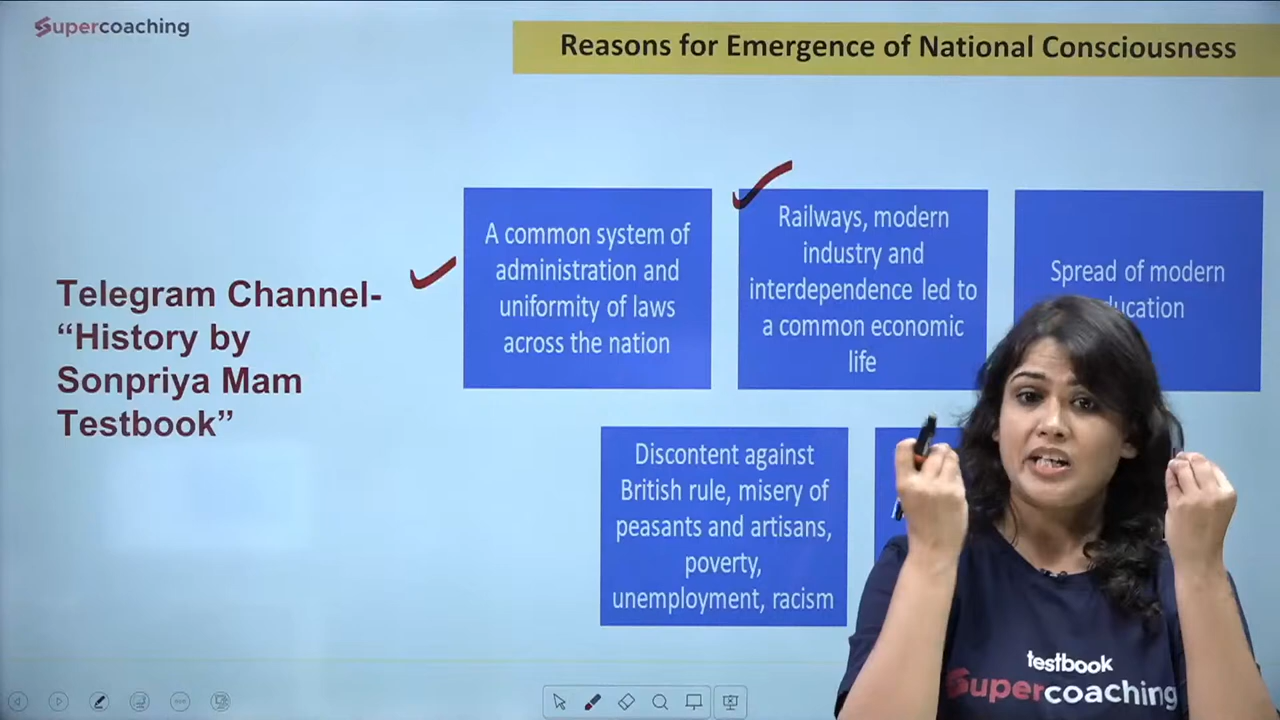 Supercoaching
Reasons for Emergence of National Consciousness
A common system of
administration and
uniformity of laws
across the nation
Railways, modern
industry and
interdependence led to
a common economic
life
Spread of modern
ucation
Telegram Channel-
“History by
Sonpriya Mam
Testbook”
Discontent against
British rule, misery of
peasants and artisans,
poverty,
unemployment, racism
testbook
Supercoaching